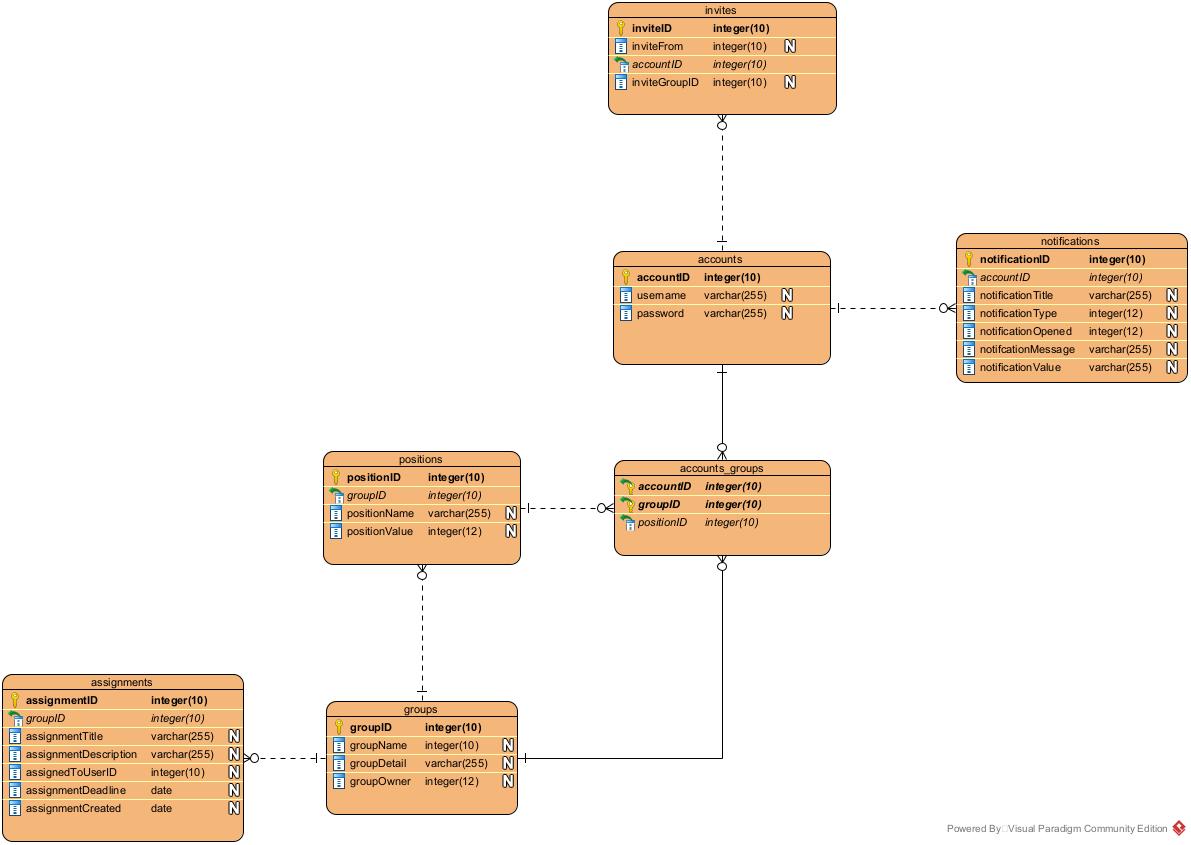 invites
inviteID integer(10)
inviteFrom integer(10) N
accountID integer(10)
inviteGroupID integer(10) N
accounts
accountID integer(10)
username varchar(255) N
password varchar(255) N
notifications
notificationID integer(10)
accountID integer(10)
notificationTitle varchar(255) N
notificationType integer(12) N
notificationOpened integer(12) N
notifcationMessage varchar(255) N
notificationValue varchar(255) N
positions
positionID integer(10)
groupID integer(10)
positionName varchar(255) N
positionValue integer(12) N
accounts_groups
accountID integer(10)
groupID integer(10)
positionID integer(10)
assignments
assignmentID integer(10)
groupID integer(10)
assignmentTitle varchar(255) N
assignmentDescription varchar(255) N
assignedToUserID integer(10) N
assignmentDeadline date N
assignmentCreated date N
groups
groupID integer(10)
groupName integer(10) N
groupDetail varchar(255) N
groupOwner integer(12) N
Powered By Visual Paradigm Community Edition